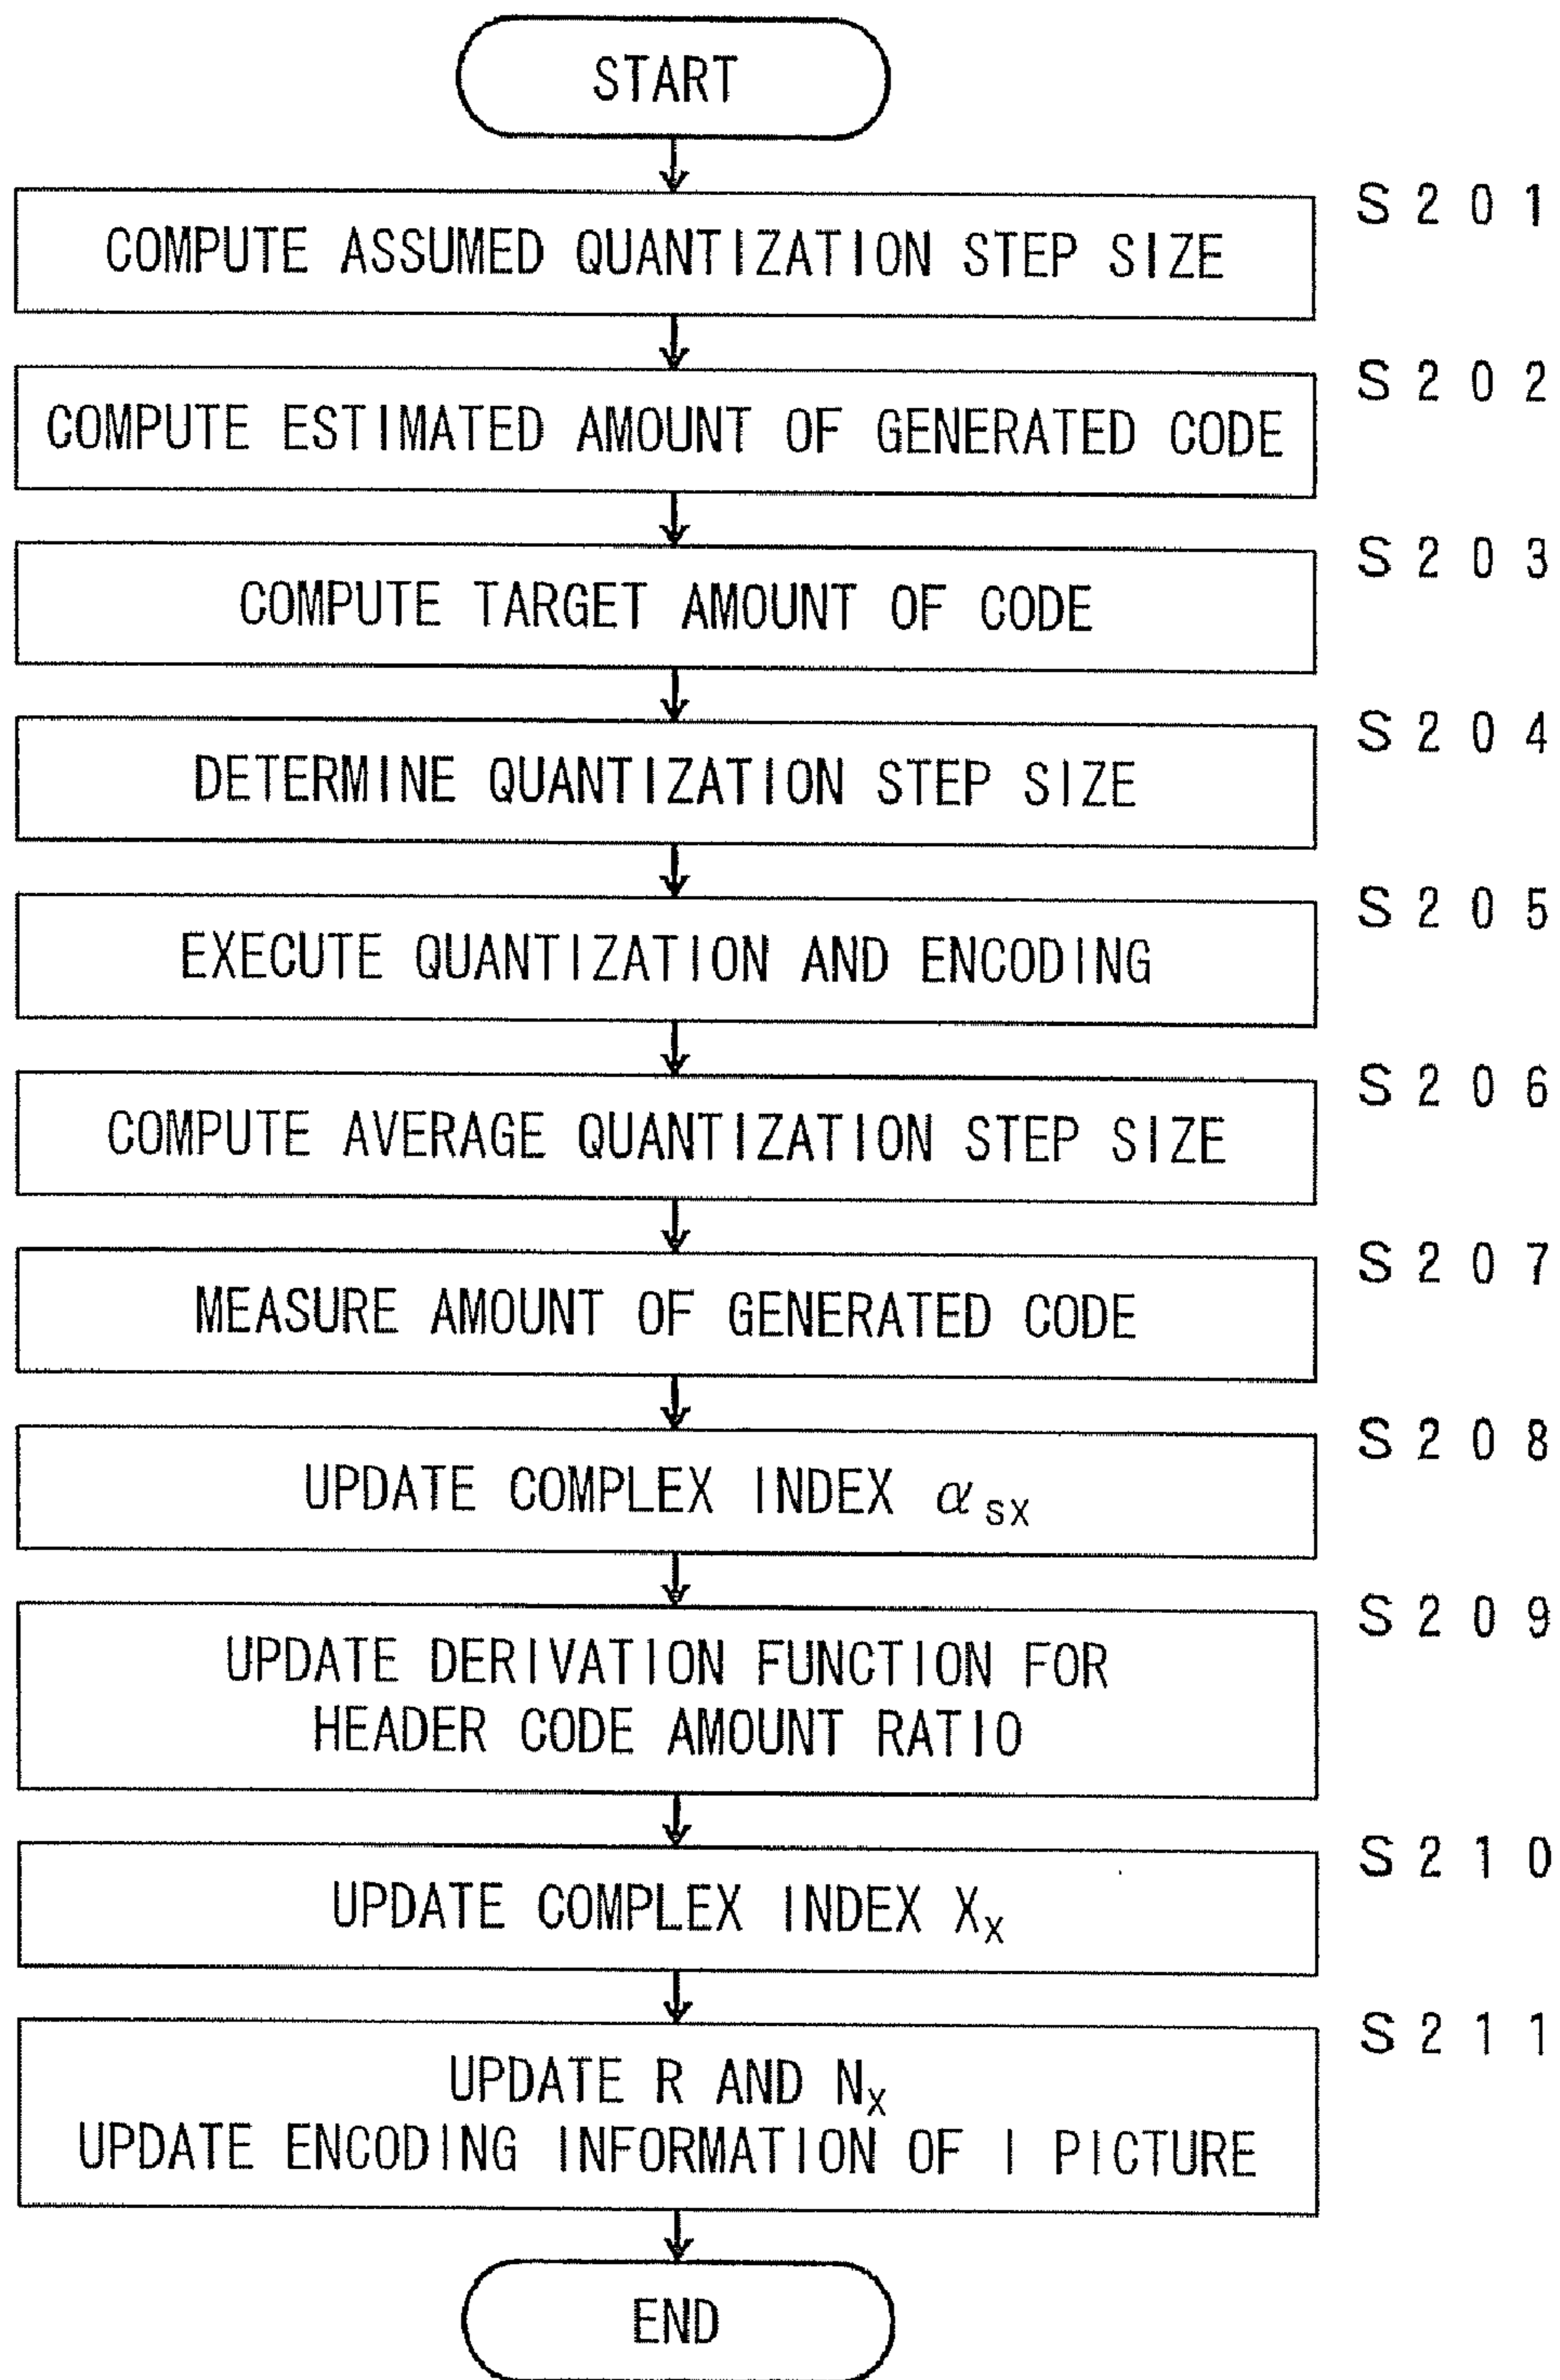 START
S201
COMPUTE ASSUMED QUANTIZATION STEP SIZE
S202
COMPUTE ESTIMATED AMOUNT OF GENERATED CODE
S203
COMPUTE TARGET AMOUNT OF CODE
S204
DETERMINE QUANTIZATION STEP SIZE
S205
EXECUTE QUANTIZATION AND ENCODING
S206
COMPUTE AVERAGE QUANTIZATION STEP SIZE
S207
MEASURE AMOUNT OF GENERATED CODE
S208
UPDATE COMPLEX INDEX α_SX
S209
UPDATE DERIVATION FUNCTION FOR
HEADER CODE AMOUNT RATIO
S210
UPDATE COMPLEX INDEX X_X
S211
UPDATE R AND N_X
UPDATE ENCODING INFORMATION OF I PICTURE
END